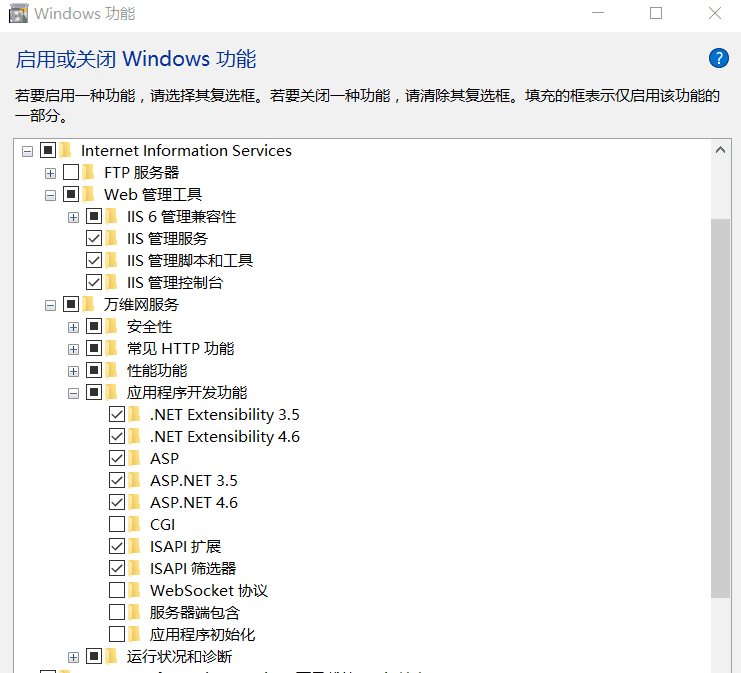 Windows 功能
启用或关闭 Windows 功能
?
若要启用一种功能，请选择其复选框。若要关闭一种功能，请清除其复选框。填充的框表示仅启用该功能的
一部分。
Internet Information Services
FTP 服务器
Web 管理工具
IIS 6 管理兼容性
IIS 管理服务
IIS 管理脚本和工具
IIS 管理控制台
万维网服务
安全性
常见 HTTP 功能
性能功能
应用程序开发功能
.NET Extensibility 3.5
.NET Extensibility 4.6
ASP
ASP.NET 3.5
ASP.NET 4.6
CGI
ISAPI 扩展
ISAPI 筛选器
WebSocket 协议
服务器端包含
应用程序初始化
运行状况和诊断